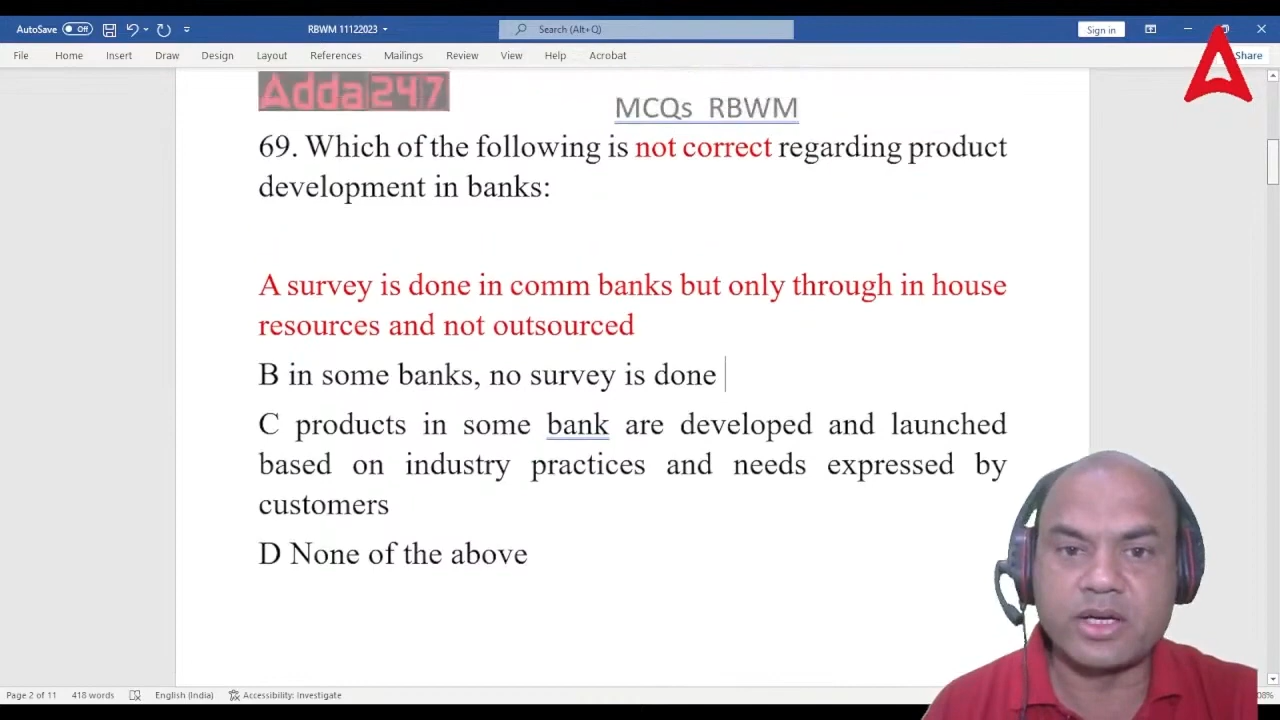 AutoSave Off RBWM 11122023 Search (Alt+Q) Sign in
File Home Insert Draw Design Layout References Mailings Review View Help Acrobat Share
Adda247
MCQs RBWM
69. Which of the following is not correct regarding product
development in banks:
A survey is done in comm banks but only through in house
resources and not outsourced
B in some banks, no survey is done
C products in some bank are developed and launched
based on industry practices and needs expressed by
customers
D None of the above
Page 2 of 11 418 words English (India) Accessibility: Investigate